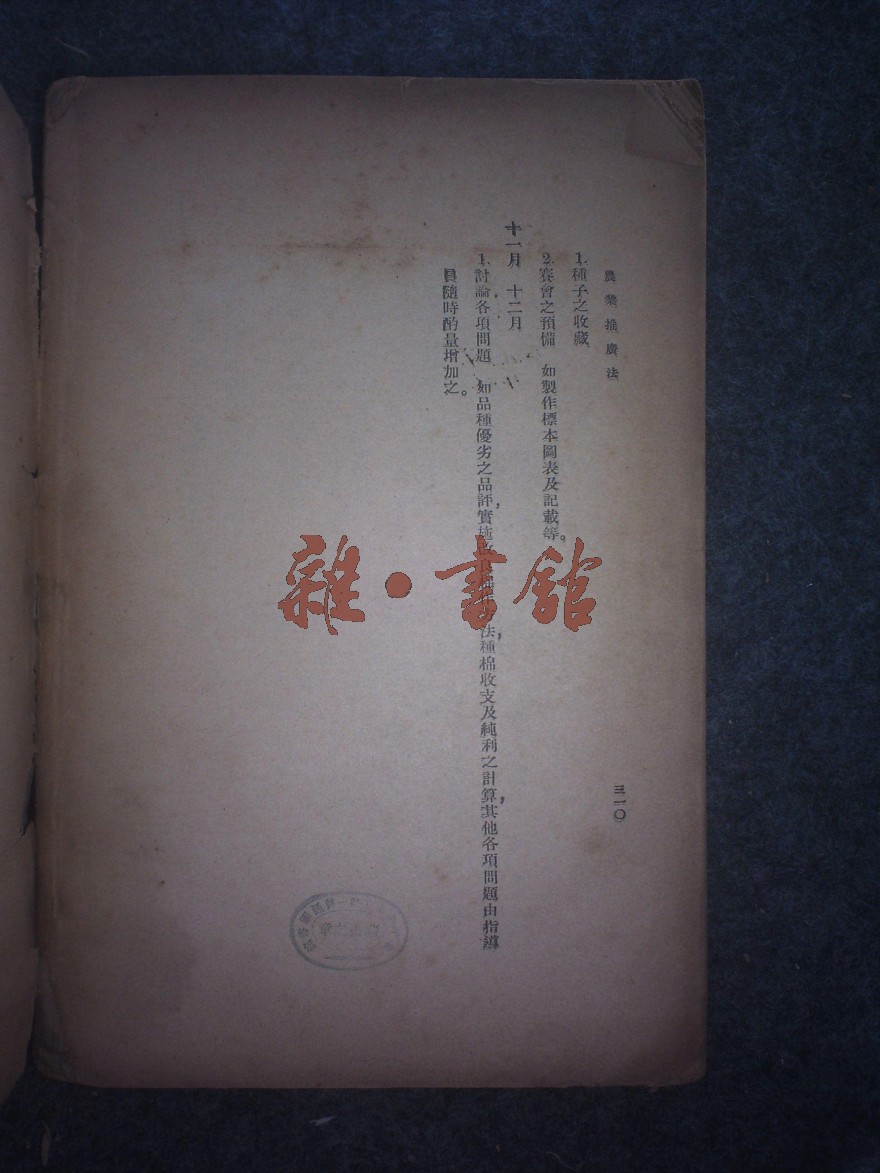 農業推廣法
1. 種子之收藏
2. 賽會之預備　如製作標本圖表及記載等。
十一月　十二月
1. 討論各項問題　如品種優劣之品評，實施法，種棉收支及純利之計算，其他各項問題由指導
員隨時酌量增加之。
三一〇
雜·書館